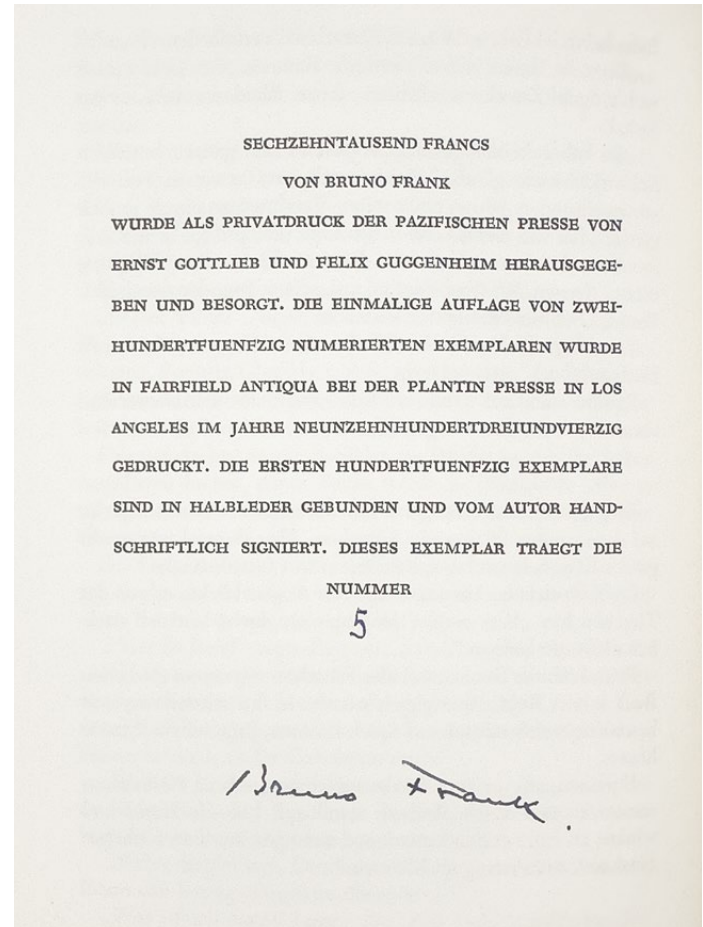 SECHZEHNTAUSEND FRANCS
VON BRUNO FRANK
WURDE ALS PRIVATDRUCK DER PAZIFISCHEN PRESSE VON
ERNST GOTTLIEB UND FELIX GUGGENHEIM HERAUSGEGE-
BEN UND BESORGT. DIE EINMALIGE AUFLAGE VON ZWEI-
HUNDERTFUENFZIG NUMERIERTEN EXEMPLAREN WURDE
IN FAIRFIELD ANTIQUA BEI DER PLANTIN PRESSE IN LOS
ANGELES IM JAHRE NEUNZEHNHUNDERTDREIUNDVIERZIG
GEDRUCKT. DIE ERSTEN HUNDERTFUENFZIG EXEMPLARE
SIND IN HALBLEDER GEBUNDEN UND VOM AUTOR HAND-
SCHRIFTLICH SIGNIERT. DIESES EXEMPLAR TRAEGT DIE
NUMMER
5
Bruno Frank.